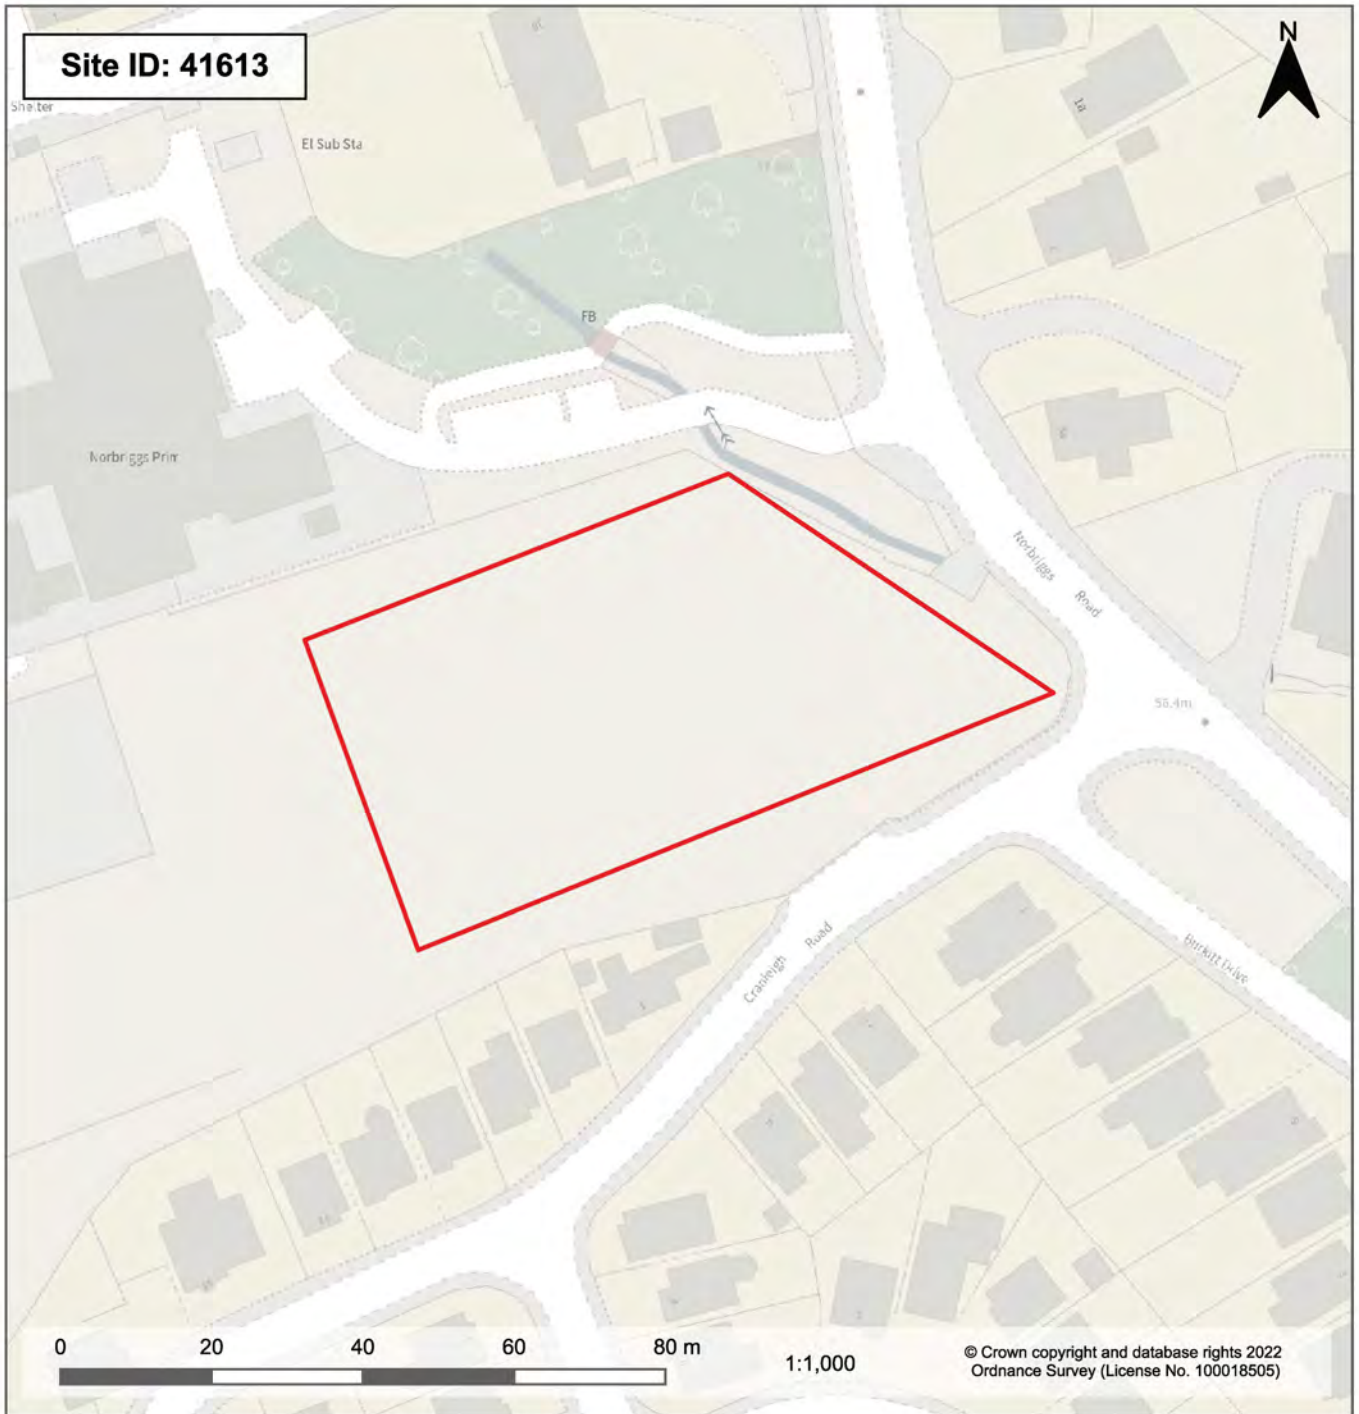 N
Site ID: 41613
Shelter
El Sub Sta
1a
FB
Norbriggs Prim
Norbriggs
Road
56.4m
Cranleigh
Road
Burkitt Drive
0 20 40 60 80 m
1:1,000
© Crown copyright and database rights 2022
Ordnance Survey (License No. 100018505)